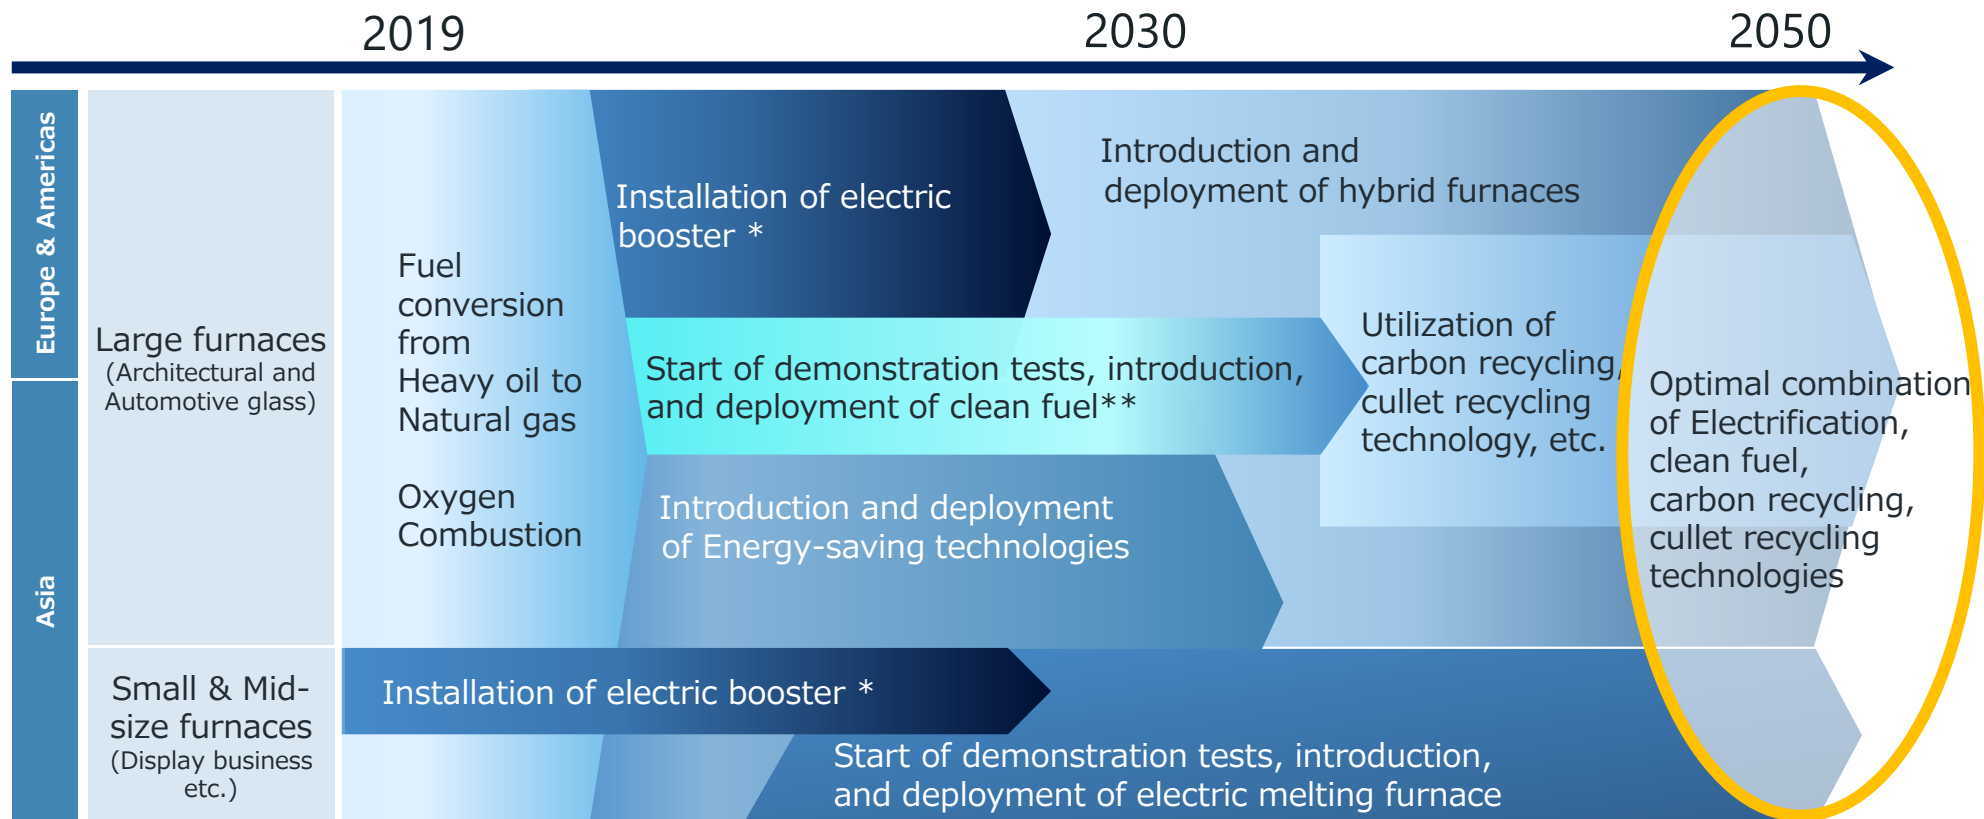 2019
2030
2050
Europe & Americas
Asia
Large furnaces
(Architectural and
Automotive glass)
Small & Mid-
size furnaces
(Display business
etc.)
Fuel
conversion
from
Heavy oil to
Natural gas
Oxygen
Combustion
Installation of electric
booster *
Introduction and
deployment of hybrid furnaces
Start of demonstration tests, introduction,
and deployment of clean fuel**
Utilization of
carbon recycling,
cullet recycling
technology, etc.
Introduction and deployment
of Energy-saving technologies
Optimal combination
of Electrification,
clean fuel,
carbon recycling,
cullet recycling
technologies
Installation of electric booster *
Start of demonstration tests, introduction,
and deployment of electric melting furnace